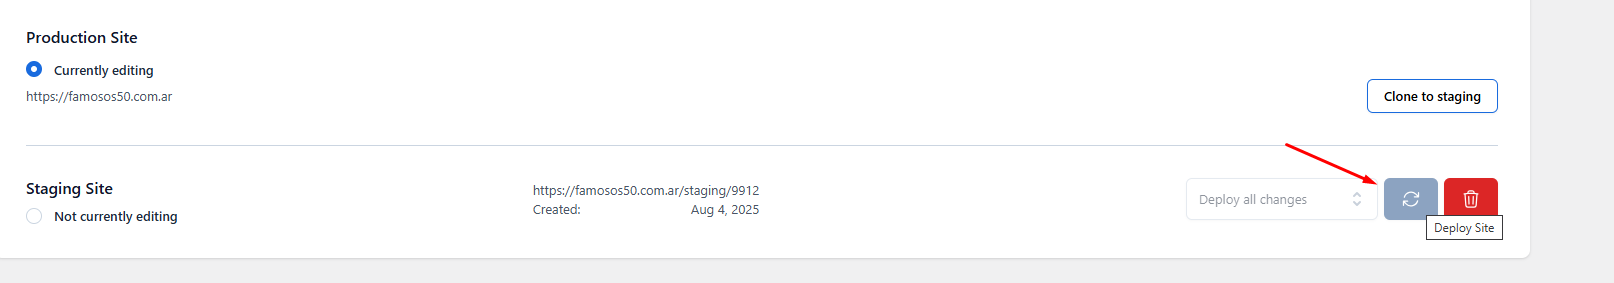 Production Site
Currently editing
https://famosos50.com.ar
Clone to staging
Staging Site
Not currently editing
https://famosos50.com.ar/staging/9912
Created: Aug 4, 2025
Deploy all changes
Deploy Site